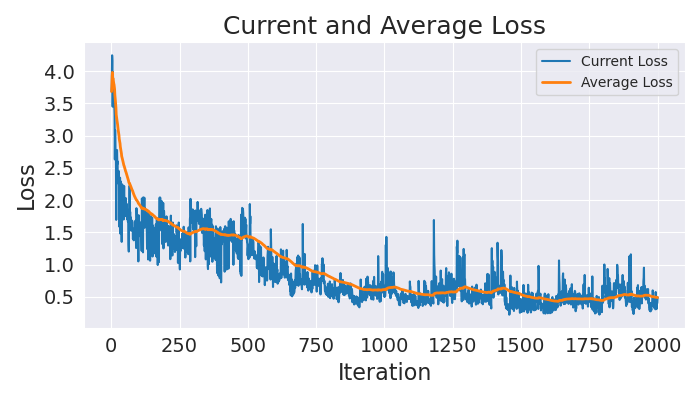 Current and Average Loss
Current Loss
Average Loss
Loss
4.0
3.5
3.0
2.5
2.0
1.5
1.0
0.5
0 250 500 750 1000 1250 1500 1750 2000
Iteration